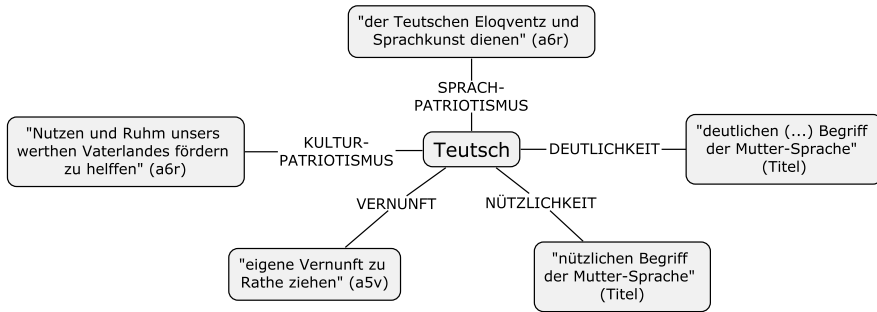 "der Teutschen Eloqventz und
Sprachkunst dienen" (a6r)
SPRACH-
PATRIOTISMUS
"Nutzen und Ruhm unsers
werthen Vaterlandes fördern
zu helffen" (a6r)
KULTUR-
PATRIOTISMUS
Teutsch
DEUTLICHKEIT
"deutlichen (...) Begriff
der Mutter-Sprache"
(Titel)
VERNUNFT
NÜTZLICHKEIT
"eigene Vernunft zu
Rathe ziehen" (a5v)
"nützlichen Begriff
der Mutter-Sprache"
(Titel)